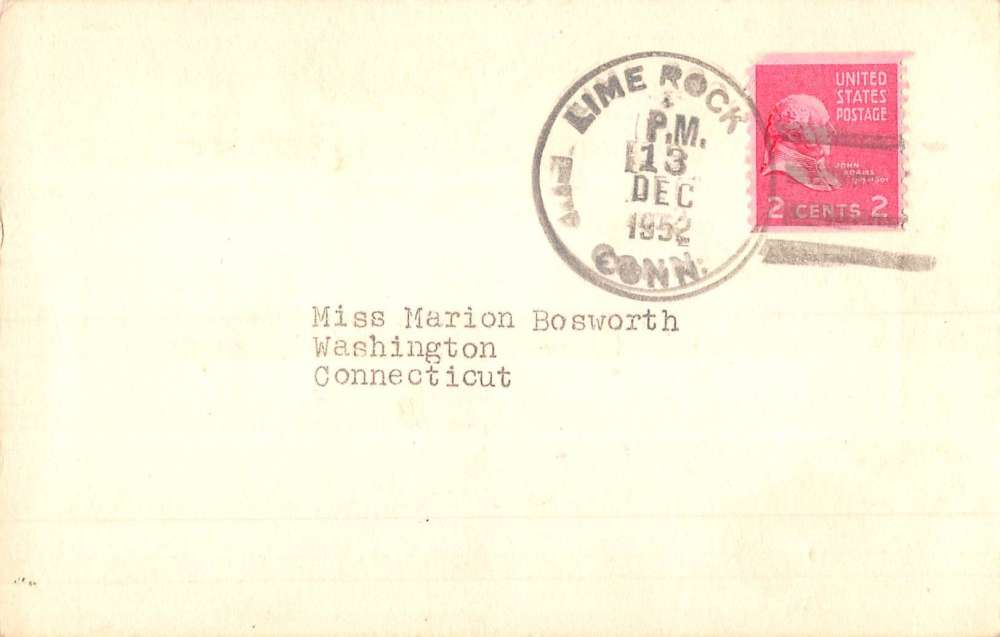 LIME ROCK
P.M.
13
DEC
1952
CONN.
UNITED
STATES
POSTAGE
JOHN
ADAMS
2 CENTS 2
Miss Marion Bosworth
Washington
Connecticut